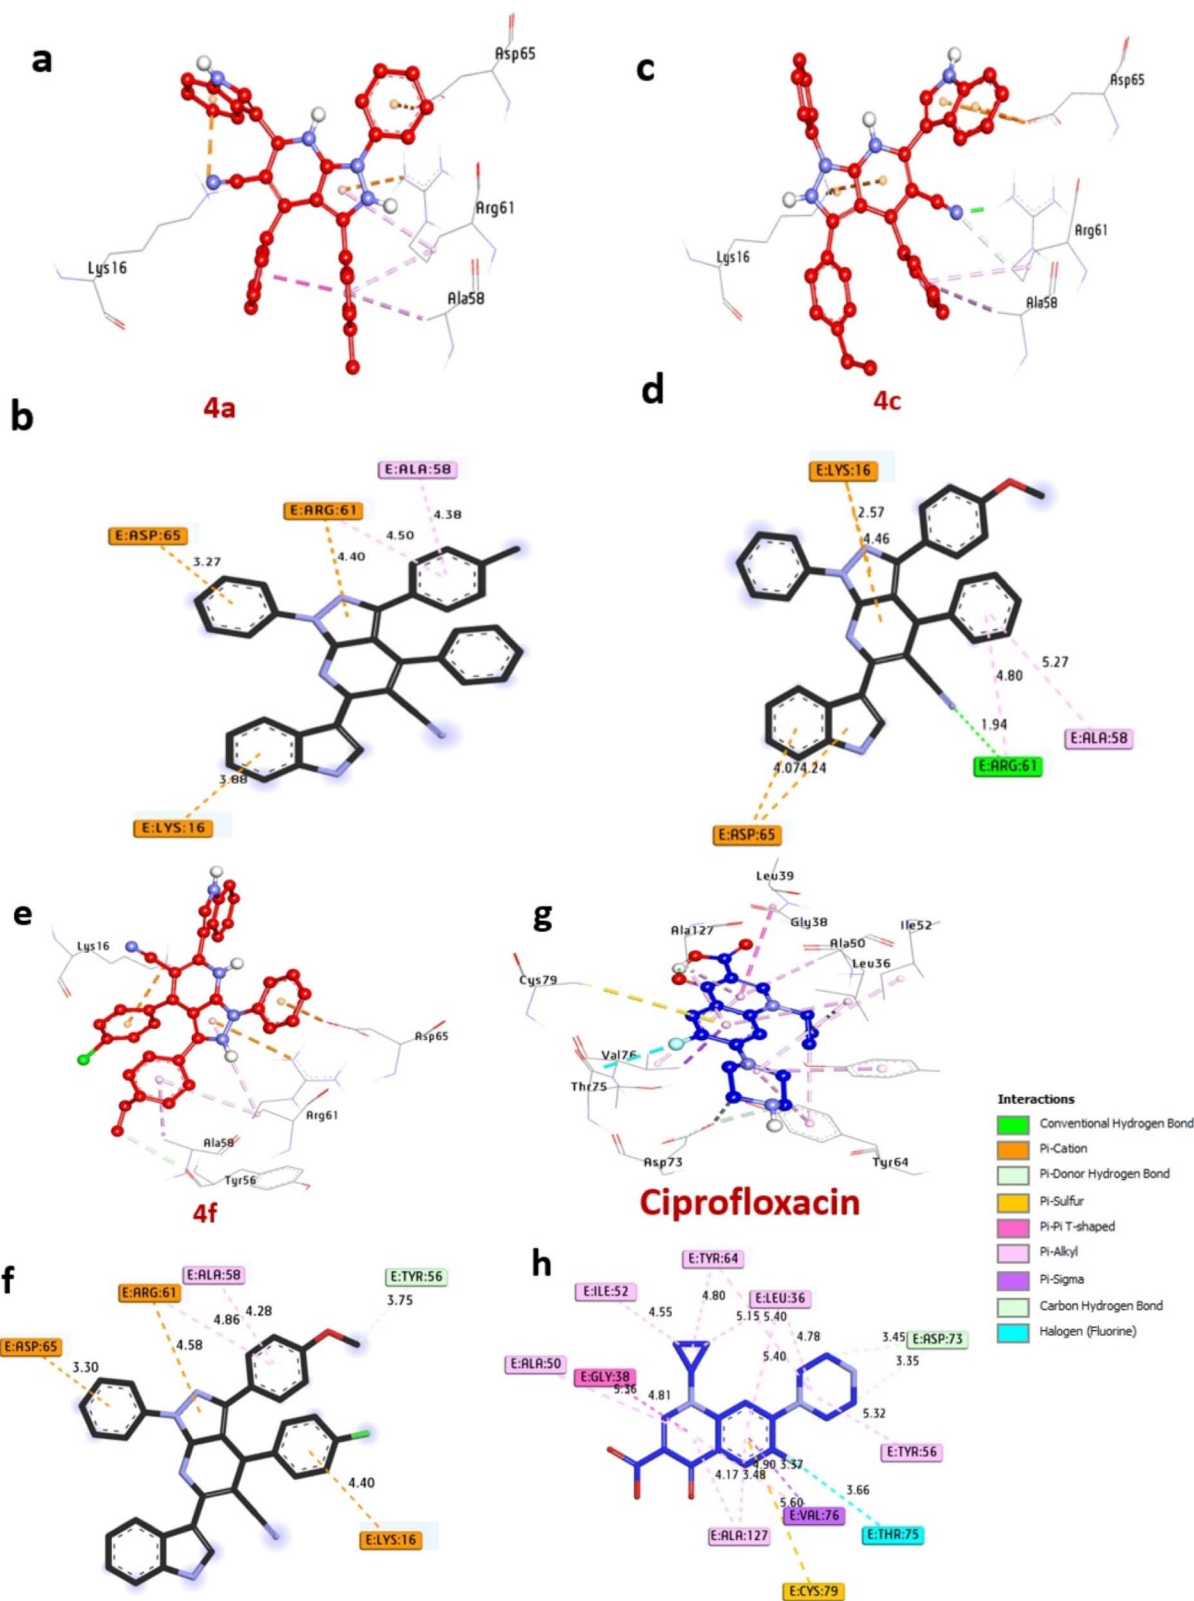 a
Asp65
Arg61
Lys16
Ala58
4a
c
Asp65
Arg61
Lys16
Ala58
4c
b
E:ALA:58
E:ARG:61
E:ASP:65
4.38
4.50
3.27
4.40
3.88
E:LYS:16
d
E:LYS:16
2.57
4.46
5.27
4.80
1.94
E:ALA:58
E:ARG:61
4.07
4.24
E:ASP:65
e
Lys16
Asp65
Arg61
Ala58
Tyr56
4f
g
Leu39
Gly38
Ala127
Ile52
Ala50
Leu36
Cys79
Val76
Thr75
Asp73
Tyr64
Ciprofloxacin
Interactions
Conventional Hydrogen Bond
Pi-Cation
Pi-Donor Hydrogen Bond
Pi-Sulfur
Pi-Pi T-shaped
Pi-Alkyl
Pi-Sigma
Carbon Hydrogen Bond
Halogen (Fluorine)
f
E:ALA:58
E:TYR:56
E:ARG:61
3.75
4.28
4.86
E:ASP:65
4.58
3.30
4.40
E:LYS:16
h
E:TYR:64
E:ILE:52
E:LEU:36
4.80
4.55
5.15
5.40
4.78
3.45
E:ASP:73
3.35
E:ALA:50
5.40
E:GLY:38
5.36
4.81
5.32
E:TYR:56
4.90
3.37
4.17
3.48
3.66
5.60
E:VAL:76
E:ALA:127
E:THR:75
E:CYS:79